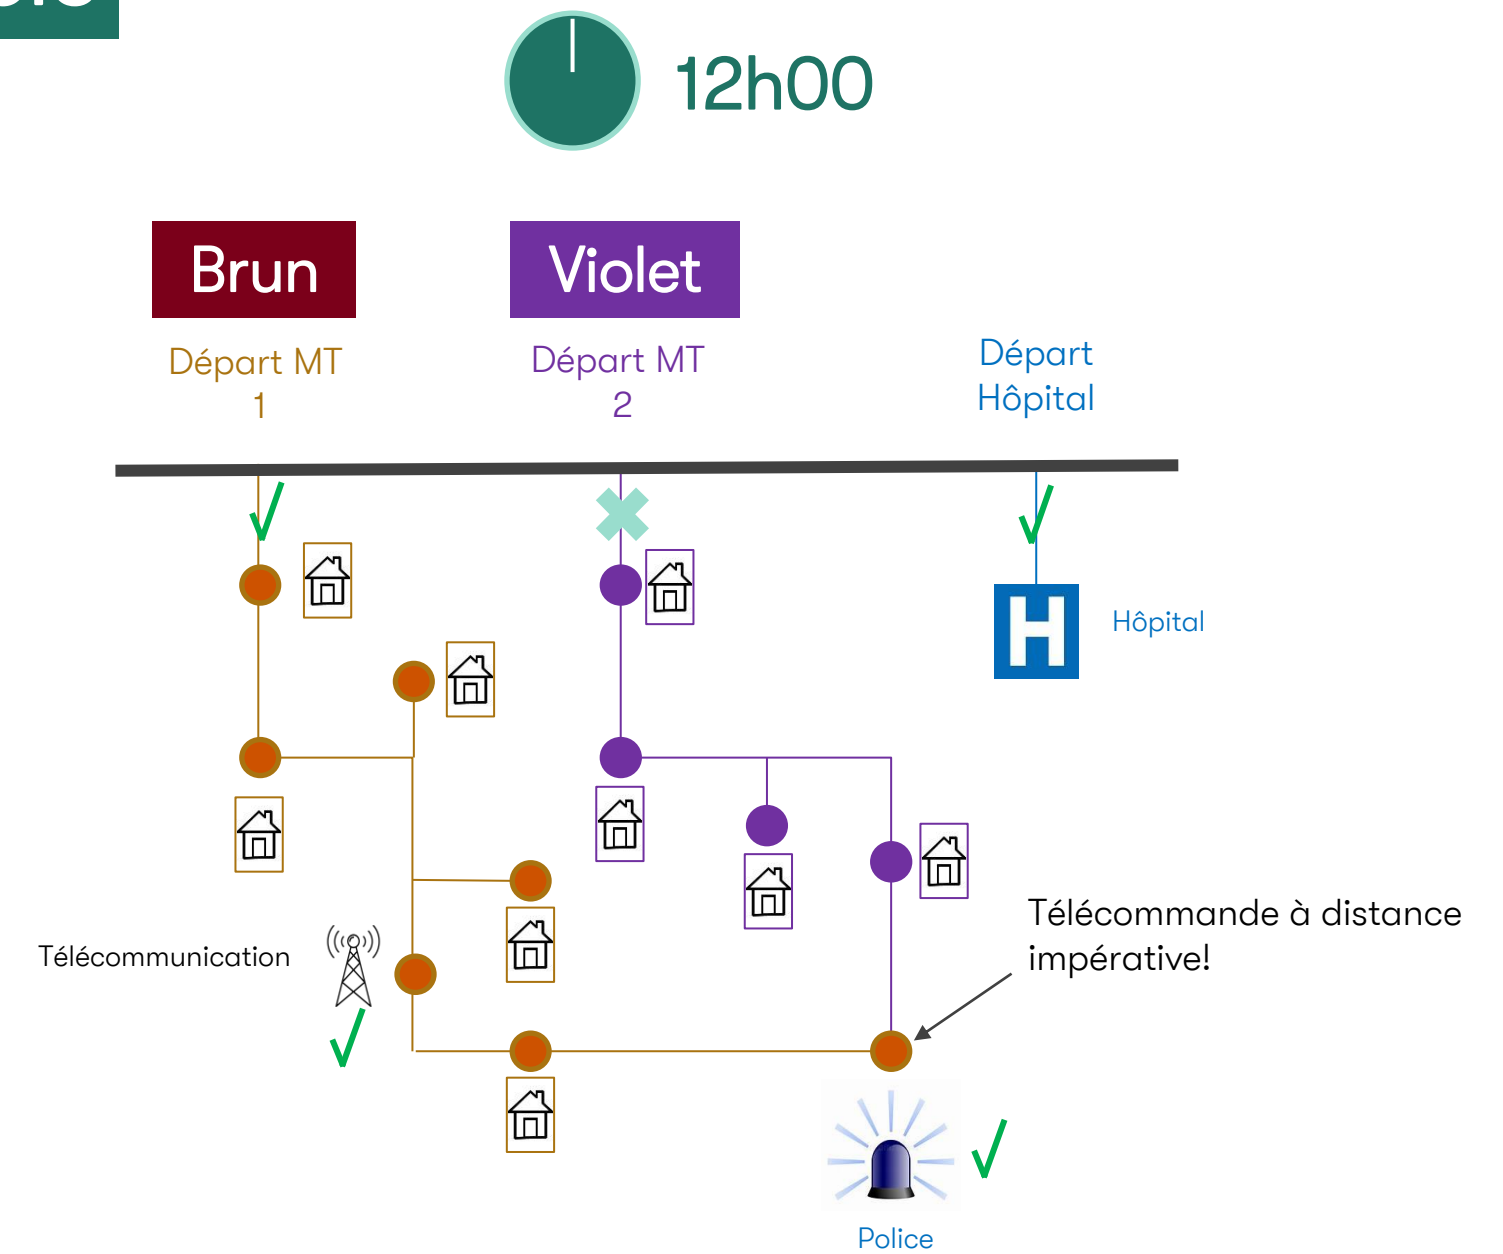 12h00
Brun
Violet
Départ MT
1
Départ MT
2
Départ
Hôpital
H
Hôpital
Télécommande à distance
impérative!
Télécommunication
Police